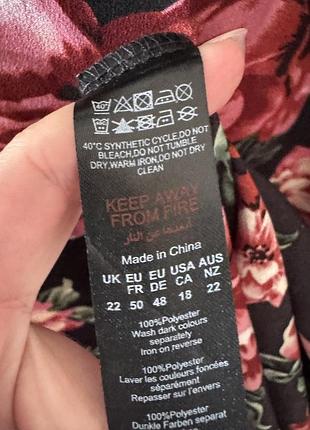 40°C SYNTHETIC CYCLE,DO NOT
BLEACH,DO NOT TUMBLE
DRY,WARM IRON,DO NOT DRY
CLEAN
KEEP AWAY
FROM FIRE
أبعدها عن النار
Made in China
UK EU EU USA AUS
FR DE CA NZ
22 50 48 18 22
100%Polyester
Wash dark colours
separately
Iron on reverse
100%Polyester
Laver les couleurs foncées
séparément
Repasser sur l'envers
100%Polyester
Dunkle Farben separat